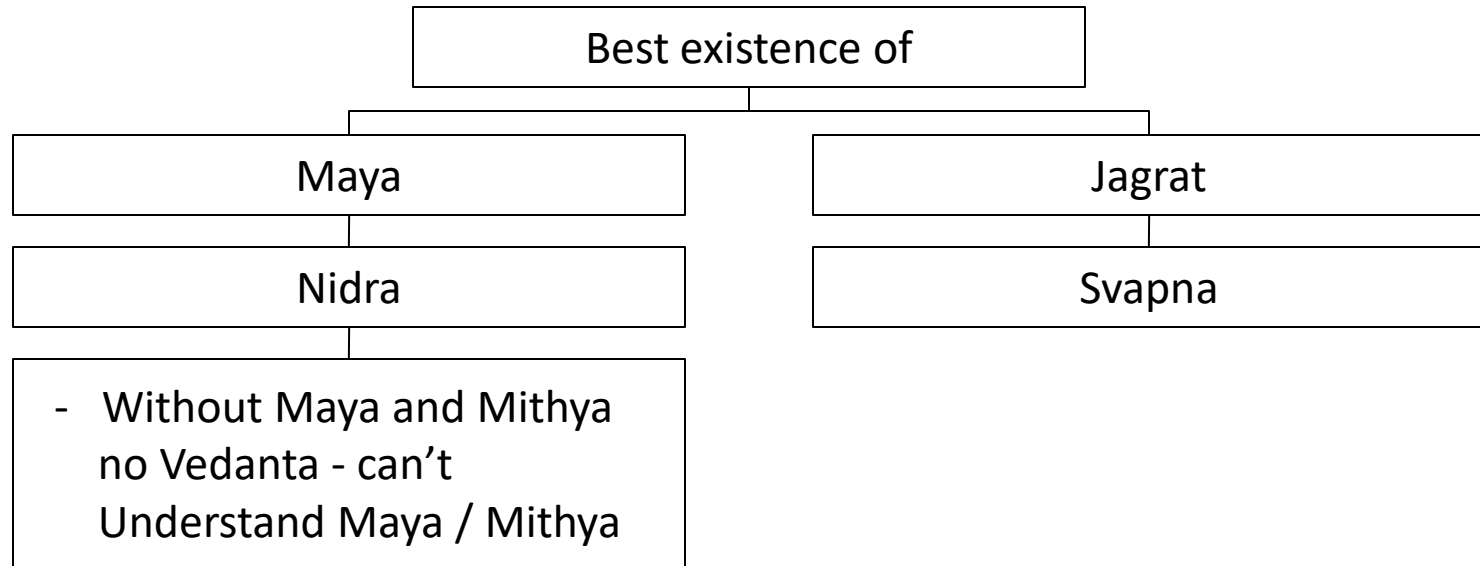 Best existence of
Maya
Jagrat
Nidra
Svapna
- Without Maya and Mithya
no Vedanta - can’t
Understand Maya / Mithya